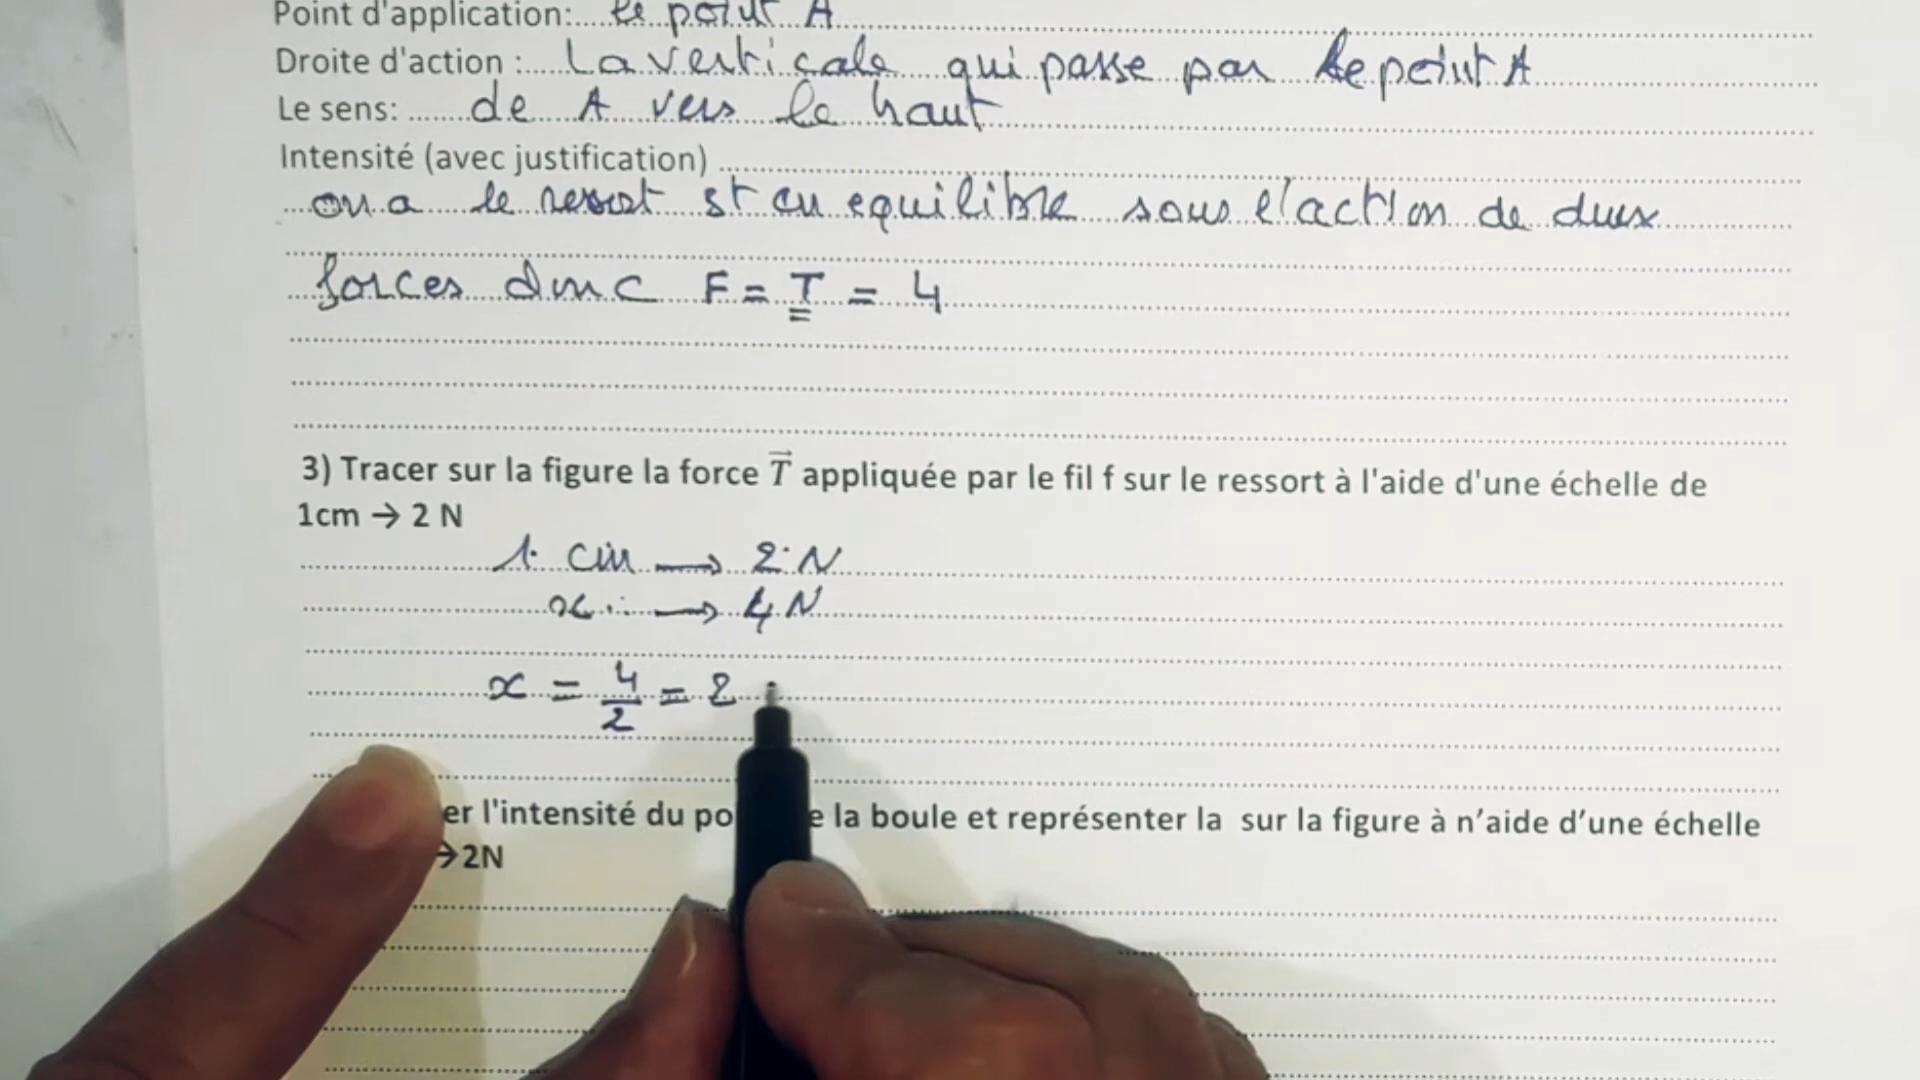 Point d'application: le point A
Droite d'action : La verticale qui passe par le point A
Le sens: de A vers le haut
Intensité (avec justification)
on a le ressort st en equilibre sous l'action de deux
forces donc F = T = 4
3) Tracer sur la figure la force T⃗ appliquée par le fil f sur le ressort à l'aide d'une échelle de
1cm → 2 N
1 cm → 2 N
x → 4 N
x = 4/2 = 2
er l'intensité du po e la boule et représenter la sur la figure à n’aide d’une échelle
→2N